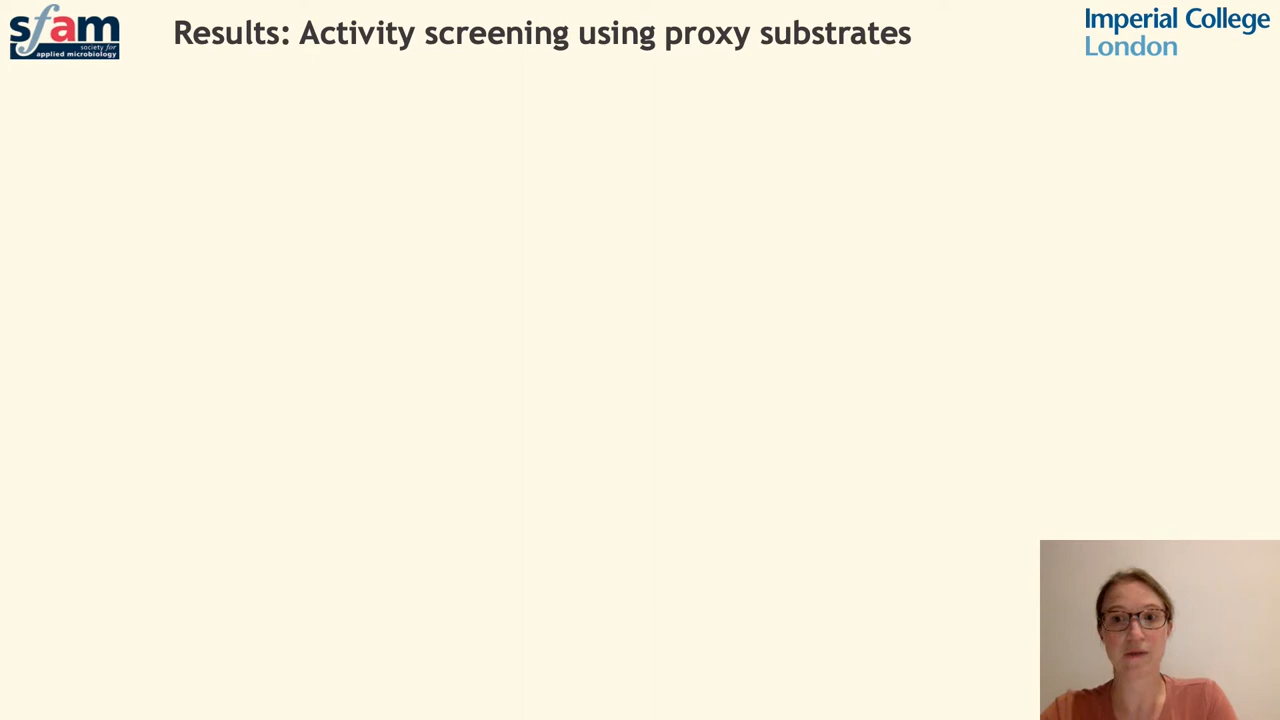 sfam
society for
applied microbiology
Results: Activity screening using proxy substrates
Imperial College
London